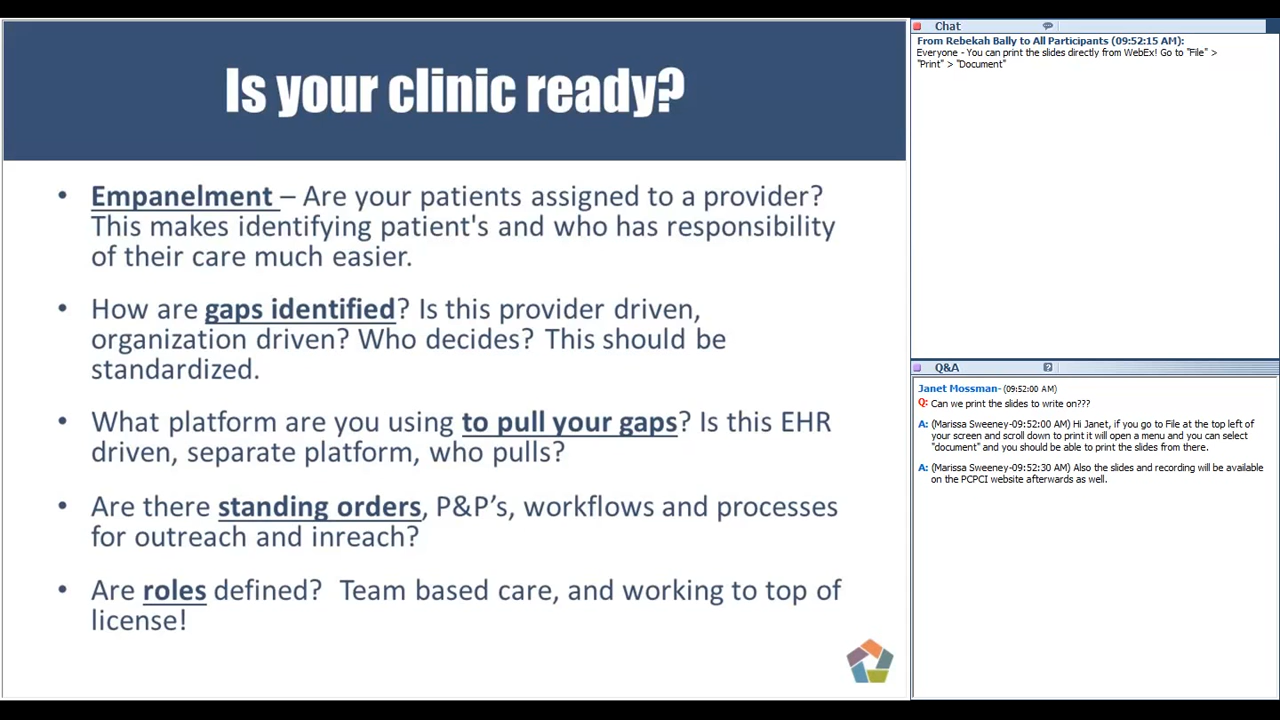 Is your clinic ready?
• Empanelment – Are your patients assigned to a provider?
This makes identifying patient's and who has responsibility
of their care much easier.
• How are gaps identified? Is this provider driven,
organization driven? Who decides? This should be
standardized.
• What platform are you using to pull your gaps? Is this EHR
driven, separate platform, who pulls?
• Are there standing orders, P&P’s, workflows and processes
for outreach and inreach?
• Are roles defined?  Team based care, and working to top of
license!
Chat
From Rebekah Bally to All Participants (09:52:15 AM):
Everyone - You can print the slides directly from WebEx! Go to "File" >
"Print" > "Document"
Q&A
Janet Mossman- (09:52:00 AM)
Q: Can we print the slides to write on???
A: (Marissa Sweeney-09:52:00 AM) Hi Janet, if you go to File at the top left of
your screen and scroll down to print it will open a menu and you can select
"document" and you should be able to print the slides from there.
A: (Marissa Sweeney-09:52:30 AM) Also the slides and recording will be available
on the PCPCI website afterwards as well.